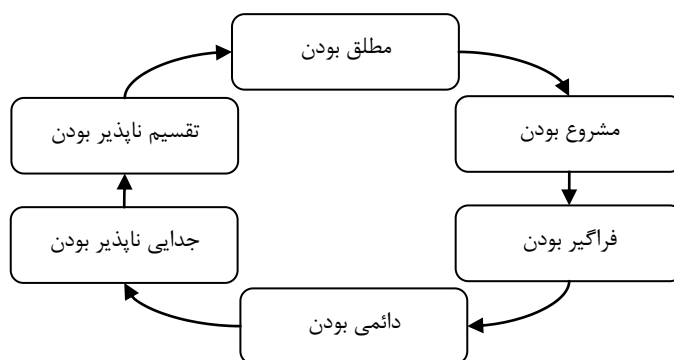 مطلق بودن
مشروع بودن
فراگیر بودن
دائمی بودن
جدایی ناپذیر بودن
تقسیم ناپذیر بودن